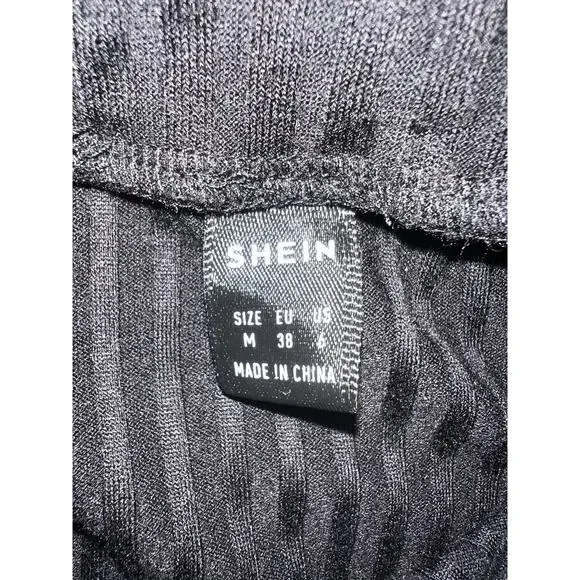 SHEIN
SIZE EU US
M 38 6
MADE IN CHINA